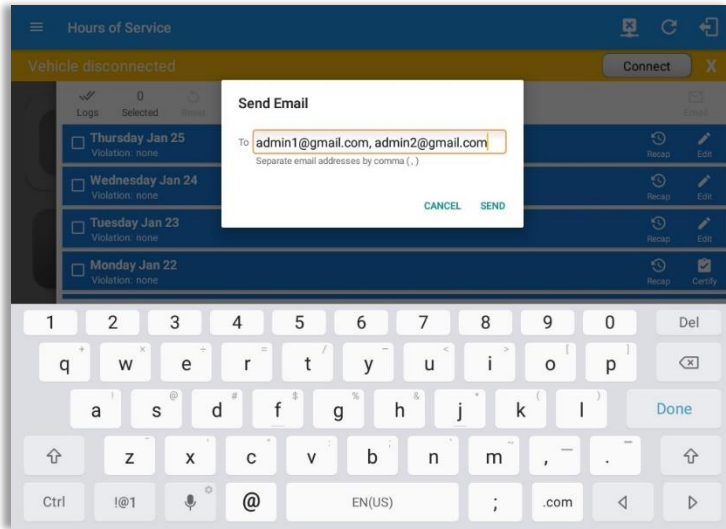 Hours of Service
Vehicle disconnected
Connect
X
Logs
0
Selected
Reset
Email
Send Email
To admin1@gmail.com, admin2@gmail.com
Separate email addresses by comma ( , )
CANCEL SEND
Thursday Jan 25
Violation: none
Recap Edit
Wednesday Jan 24
Violation: none
Recap Edit
Tuesday Jan 23
Violation: none
Recap Edit
Monday Jan 22
Violation: none
Recap Certify
1 2 3 4 5 6 7 8 9 0 Del
q w e r t y u i o p
a s d f g h j k l Done
z x c v b n m , .
Ctrl !@1 @ EN(US) ; .com